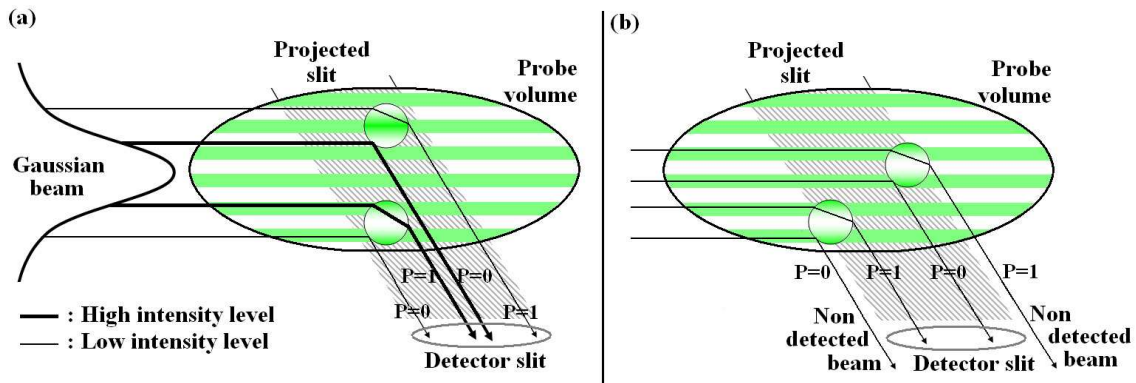 (a)
Projected
slit
Probe
volume
Gaussian
beam
P=1
P=0
P=0
P=1
: High intensity level
: Low intensity level
Detector slit
(b)
Projected
slit
Probe
volume
P=0
P=1
P=0
P=1
Non
detected
beam
Non
detected
beam
Detector slit